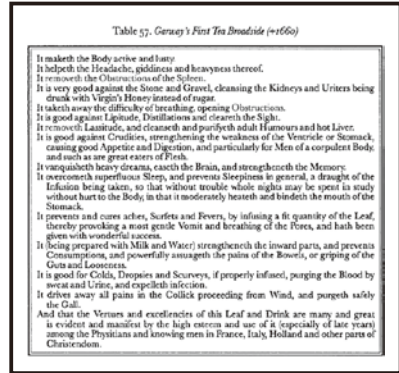 Table 57. Garway's First Tea Broadside (+1660)
It maketh the Body active and lusty.
It helpeth the Headache, giddiness and heavyness thereof.
It removeth the Obstructions of the Spleen.
It is very good against the Stone and Gravel, cleansing the Kidneys and Uriters being
drunk with Virgin's Honey instead of sugar.
It taketh away the difficulty of breathing, opening Obstructions.
It is good against Lipitude, Distillations and cleareth the Sight.
It removeth Lassitude, and cleanseth and purifyeth adult Humours and hot Liver.
It is good against Crudities, strengthening the weakness of the Ventricle or Stomack,
causing good Appetite and Digestion, and particularly for Men of a corpulent Body,
and such as are great eaters of Flesh.
It vanquisheth heavy dreams, easeth the Brain, and strengtheneth the Memory.
It overcometh superfluous Sleep, and prevents Sleepiness in general, a draught of the
Infusion being taken, so that without trouble whole nights may be spent in study
without hurt to the Body, in that it moderately heateth and bindeth the mouth of the
Stomack.
It prevents and cures aches, Surfets and Fevers, by infusing a fit quantity of the Leaf,
thereby provoking a most gentle Vomit and breathing of the Pores, and hath been
given with wonderful success.
It (being prepared with Milk and Water) strengtheneth the inward parts, and prevents
Consumptions, and powerfully assuageth the pains of the Bowels, or griping of the
Guts and Looseness.
It is good for Colds, Dropsies and Scurveys, if properly infused, purging the Blood by
sweat and Urine, and expelleth infection.
It drives away all pains in the Collick proceeding from Wind, and purgeth safely
the Gall.
And that the Vertues and excellencies of this Leaf and Drink are many and great
is evident and manifest by the high esteem and use of it (especially of late years)
among the Physitians and knowing men in France, Italy, Holland and other parts of
Christendom.